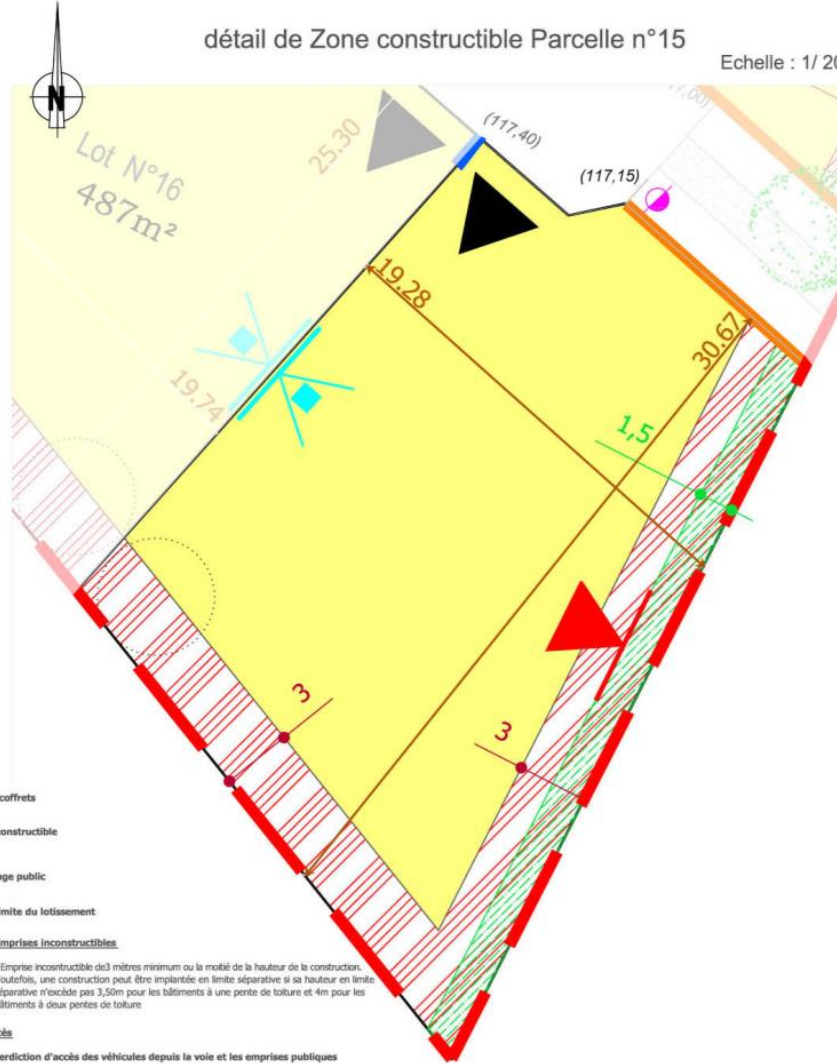 détail de Zone constructible Parcelle n°15
Echelle : 1/ 20
N
Lot N°16
487m²
25.30
(117,40)
(117,15)
19.28
30.67
19.74
1,5
3
3
coffrets
constructible
ge public
imite du lotissement
mprises inconstructibles
Emprise incosntructible de3 mètres minimum ou la moitié de la hauteur de la construction.
outefois, une construction peut être implantée en limite séparative si sa hauteur en limite
éparative n'excède pas 3,50m pour les bâtiments à une pente de toiture et 4m pour les
âtiments à deux pentes de toiture
cès
erdiction d'accès des véhicules depuis la voie et les emprises publiques